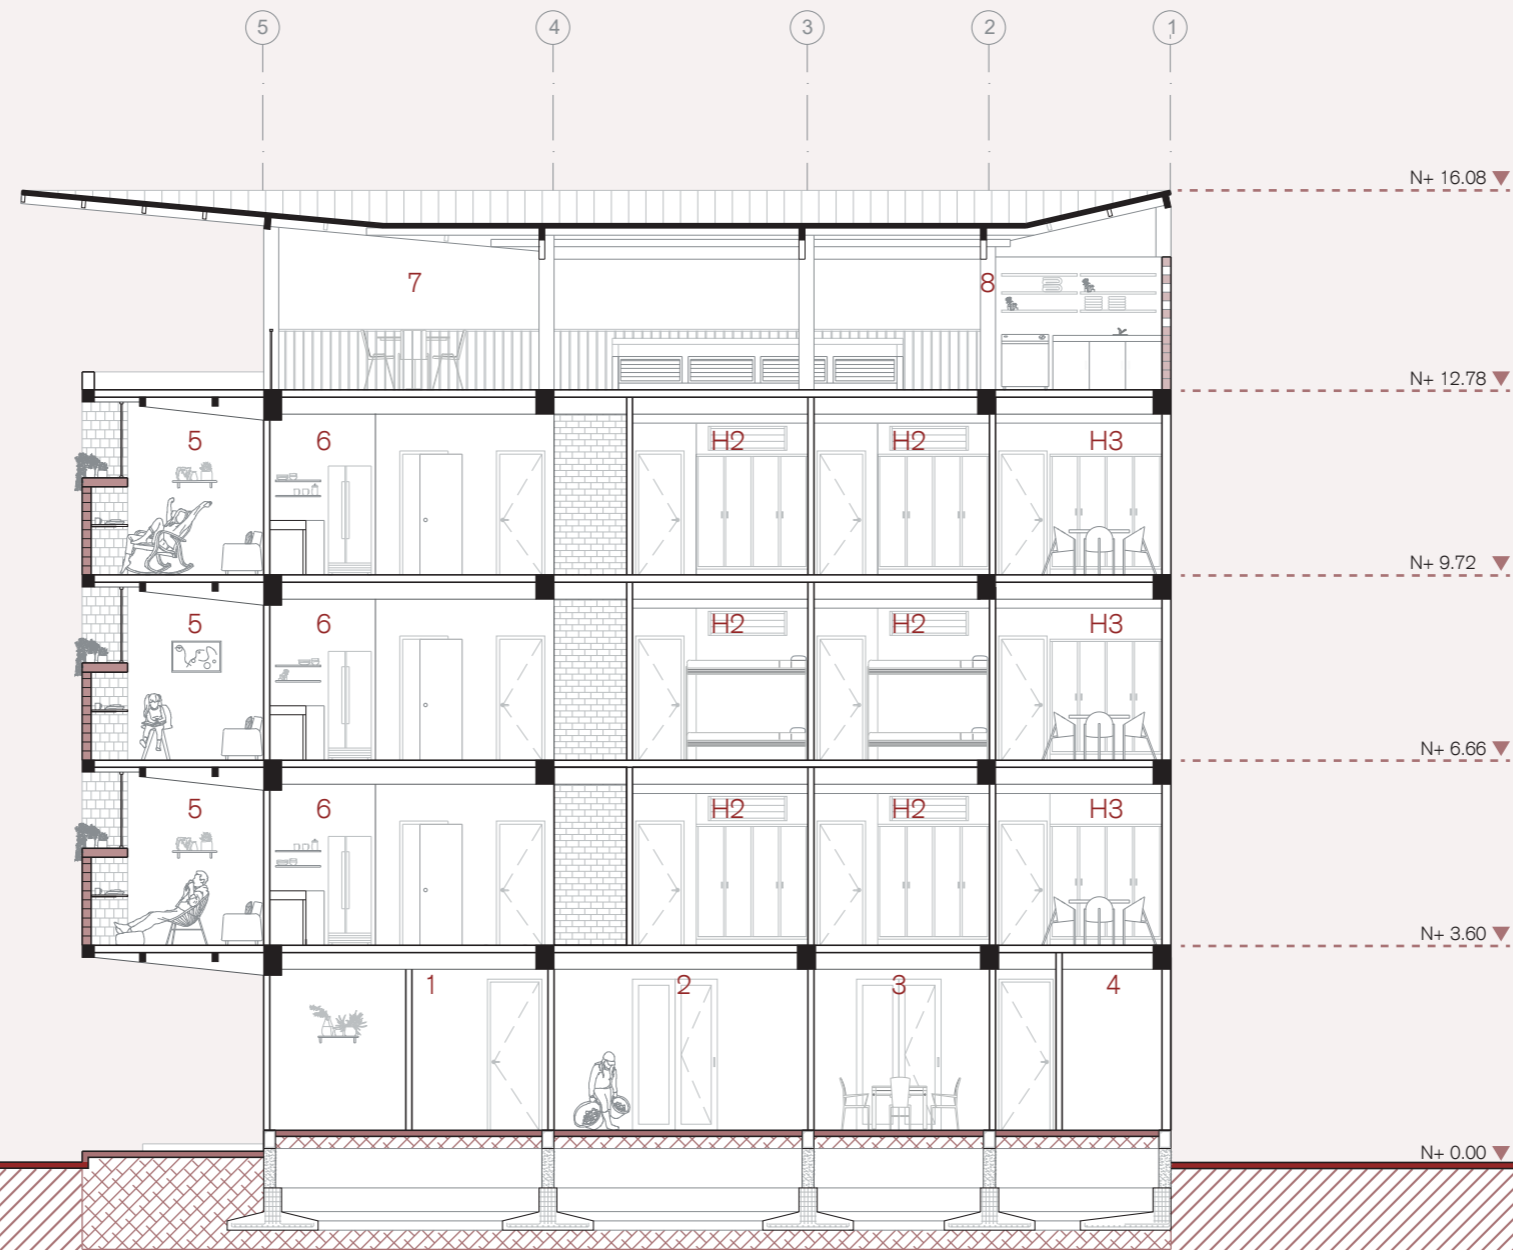 5 4 3 2 1
N+ 16.08
7 8
N+ 12.78
5 6 H2 H2 H3
N+ 9.72
5 6 H2 H2 H3
N+ 6.66
5 6 H2 H2 H3
N+ 3.60
1 2 3 4
N+ 0.00